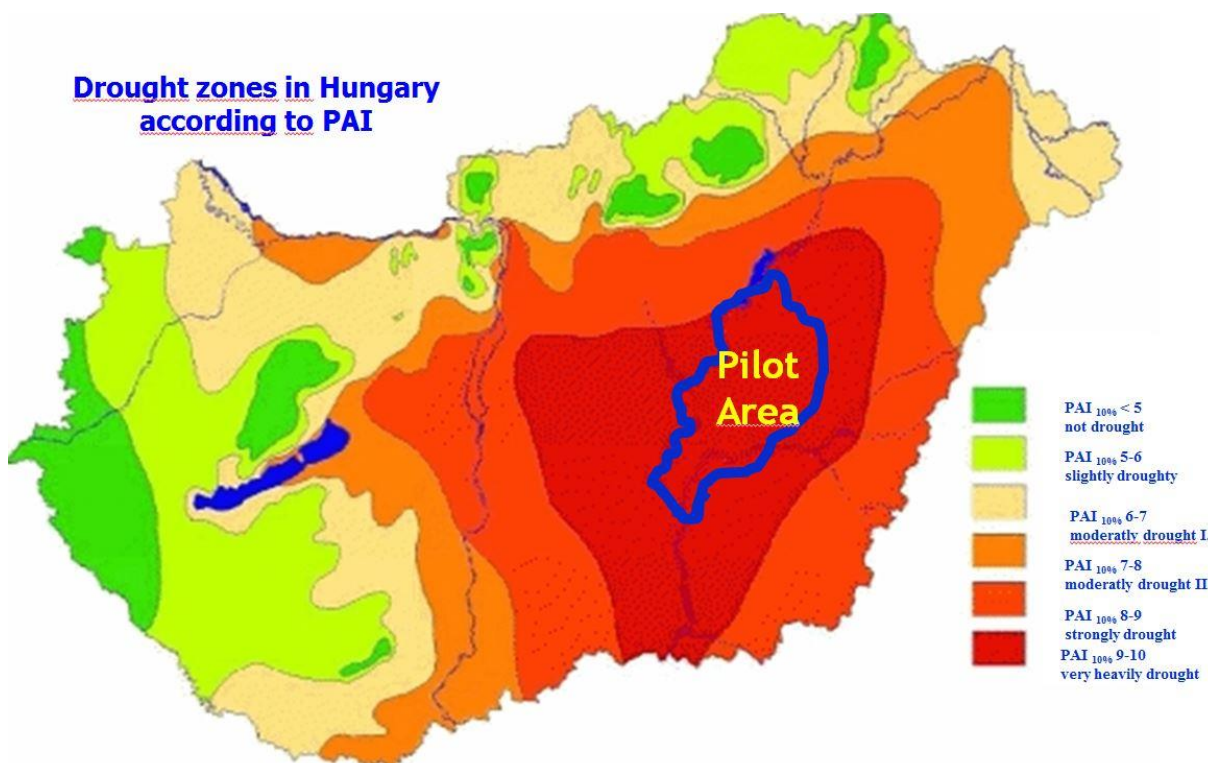 Drought zones in Hungary
according to PAI
Pilot
Area
PAI 10% < 5
not drought
PAI 10% 5-6
slightly droughty
PAI 10% 6-7
moderatly drought I.
PAI 10% 7-8
moderatly drought II
PAI 10% 8-9
strongly drought
PAI 10% 9-10
very heavily drought